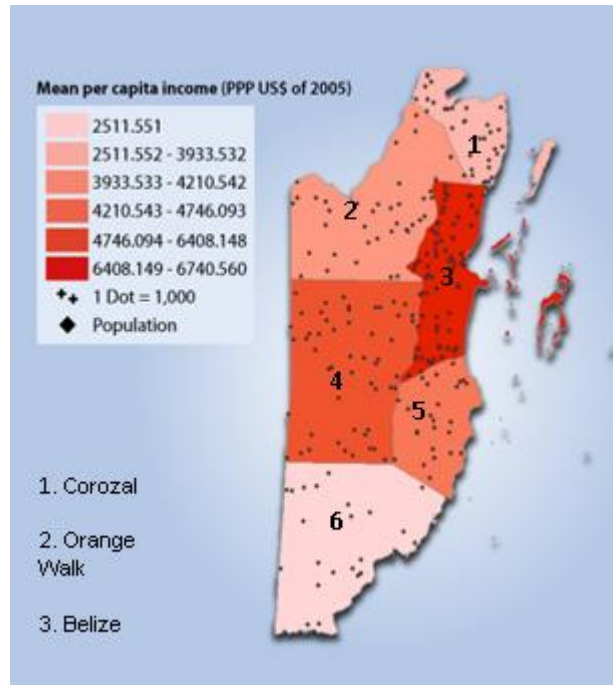 Mean per capita income (PPP US$ of 2005)
2511.551
2511.552 - 3933.532
3933.533 - 4210.542
4210.543 - 4746.093
4746.094 - 6408.148
6408.149 - 6740.560
1 Dot = 1,000
Population
1
2
3
4
5
6
1. Corozal
2. Orange
Walk
3. Belize